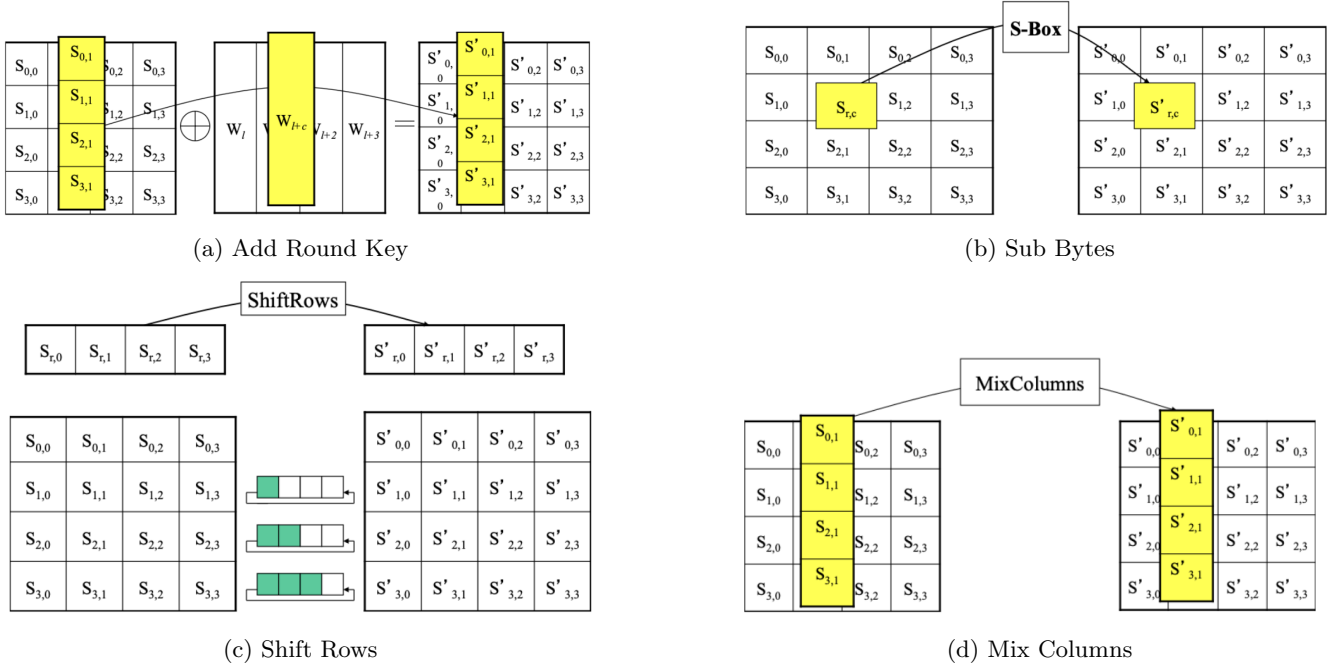 S0,0 S0,1 S0,2 S0,3
S1,0 S1,1 S1,2 S1,3
S2,0 S2,1 S2,2 S2,3
S3,0 S3,1 S3,2 S3,3
⊕
Wl Wl+c Wl+2 Wl+3
=
S'0,0 S'0,1 S'0,2 S'0,3
S'1,0 S'1,1 S'1,2 S'1,3
S'2,0 S'2,1 S'2,2 S'2,3
S'3,0 S'3,1 S'3,2 S'3,3
(a) Add Round Key
S-Box
S0,0 S0,1 S0,2 S0,3
S1,0 Sr,c S1,2 S1,3
S2,0 S2,1 S2,2 S2,3
S3,0 S3,1 S3,2 S3,3
S'0,0 S'0,1 S'0,2 S'0,3
S'1,0 S'r,c S'1,2 S'1,3
S'2,0 S'2,1 S'2,2 S'2,3
S'3,0 S'3,1 S'3,2 S'3,3
(b) Sub Bytes
ShiftRows
Sr,0 Sr,1 Sr,2 Sr,3
S'r,0 S'r,1 S'r,2 S'r,3
S0,0 S0,1 S0,2 S0,3
S1,0 S1,1 S1,2 S1,3
S2,0 S2,1 S2,2 S2,3
S3,0 S3,1 S3,2 S3,3
S'0,0 S'0,1 S'0,2 S'0,3
S'1,0 S'1,1 S'1,2 S'1,3
S'2,0 S'2,1 S'2,2 S'2,3
S'3,0 S'3,1 S'3,2 S'3,3
(c) Shift Rows
MixColumns
S0,0 S0,1 S0,2 S0,3
S1,0 S1,1 S1,2 S1,3
S2,0 S2,1 S2,2 S2,3
S3,0 S3,1 S3,2 S3,3
S'0,0 S'0,1 S'0,2 S'0,3
S'1,0 S'1,1 S'1,2 S'1,3
S'2,0 S'2,1 S'2,2 S'2,3
S'3,0 S'3,1 S'3,2 S'3,3
(d) Mix Columns